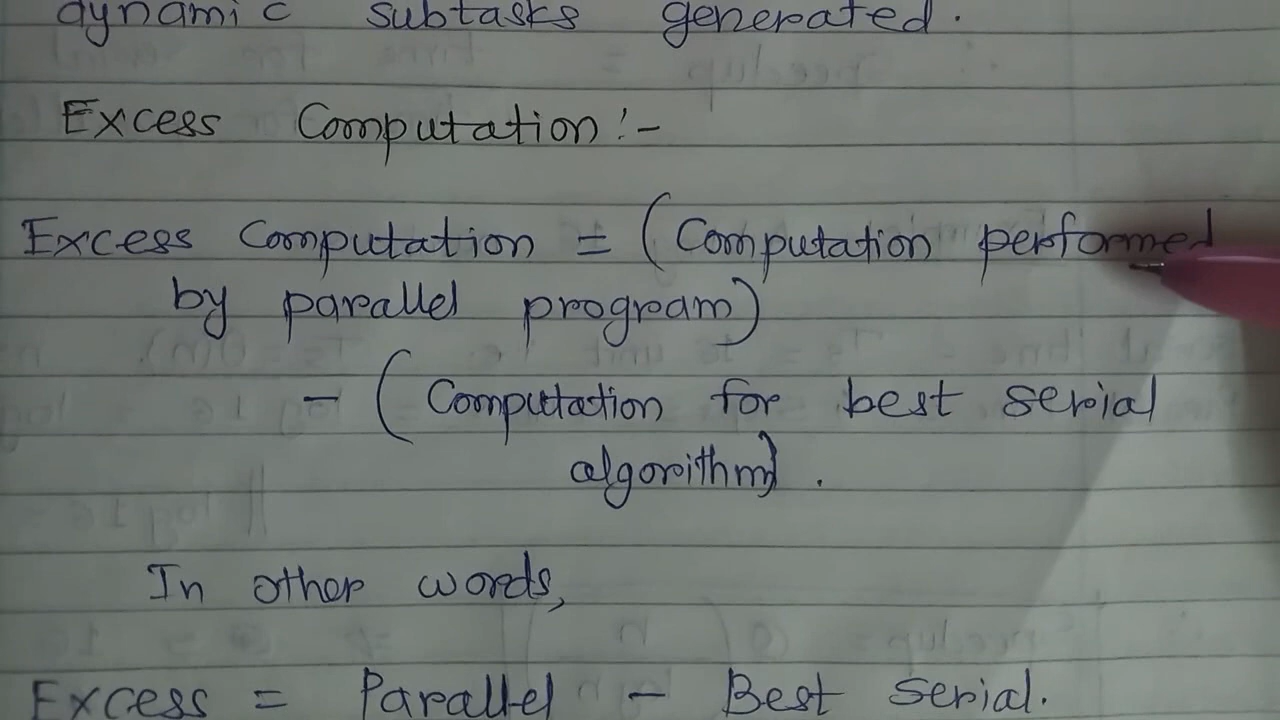 dynamic subtasks generated.
Excess Computation:-
Excess Computation = (Computation performed
by parallel program)
- (Computation for best serial
algorithm).
In other words,
Excess = Parallel - Best Serial.